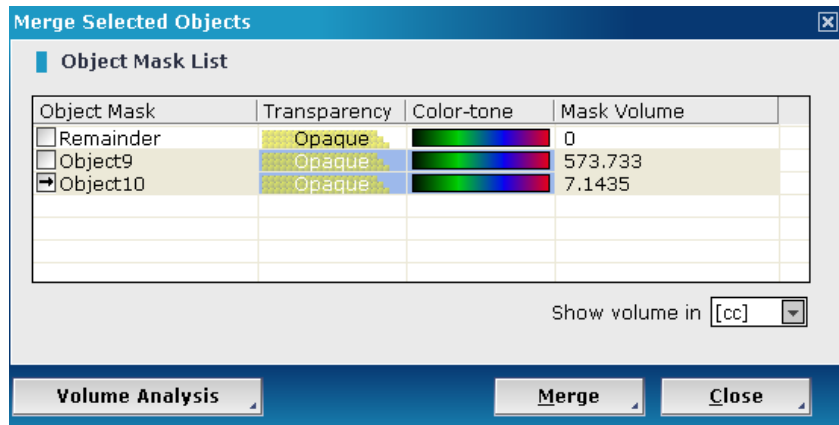 Merge Selected Objects
Object Mask List
Object Mask Transparency Color-tone Mask Volume
Remainder Opaque 0
Object9 Opaque 573.733
Object10 Opaque 7.1435
Show volume in [cc]
Volume Analysis Merge Close